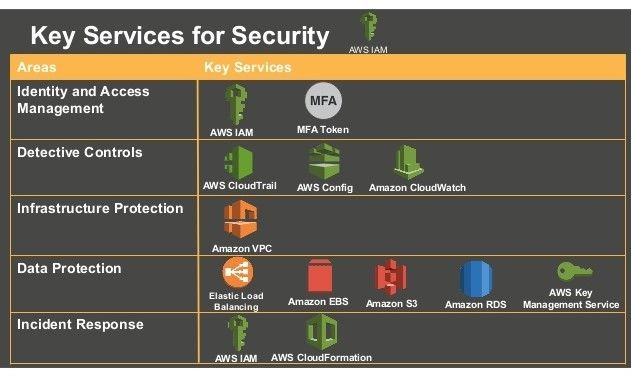 Key Services for Security
AWS IAM
Areas
Key Services
Identity and Access
Management
AWS IAM
MFA
MFA Token
Detective Controls
AWS CloudTrail
AWS Config
Amazon CloudWatch
Infrastructure Protection
Amazon VPC
Data Protection
Elastic Load
Balancing
Amazon EBS
Amazon S3
Amazon RDS
AWS Key
Management Service
Incident Response
AWS IAM
AWS CloudFormation